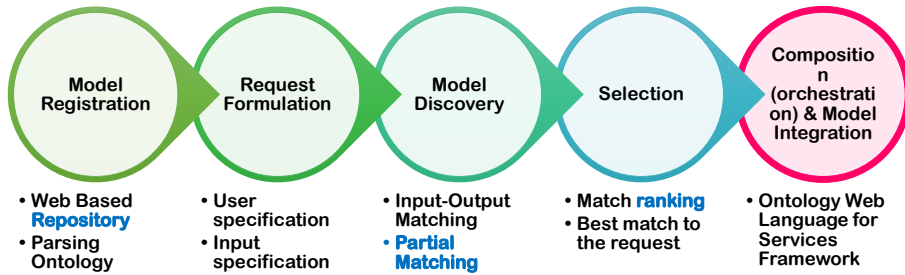 Model
Registration
Request
Formulation
Model
Discovery
Selection
Compositio
n
(orchestrati
on) & Model
Integration
• Web Based
Repository
• Parsing
Ontology
• User
specification
• Input
specification
• Input-Output
Matching
• Partial
Matching
• Match ranking
• Best match to
the request
• Ontology Web
Language for
Services
Framework